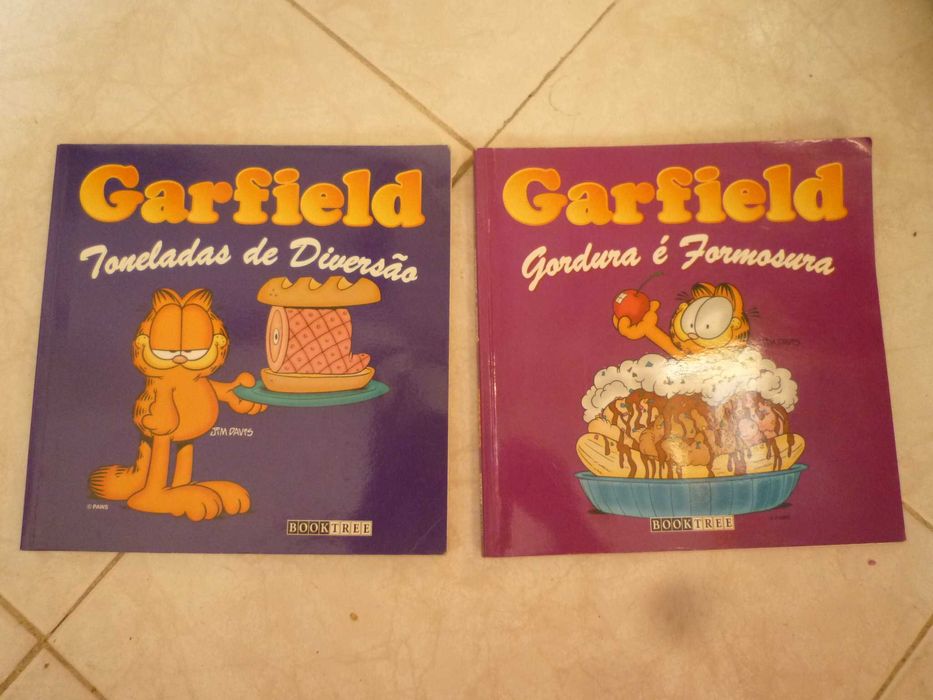 Garfield
Toneladas de Diversão
JIM DAVIS
© PAWS
BOOKTREE
Garfield
Gordura é Formosura
JIM DAVIS
BOOKTREE